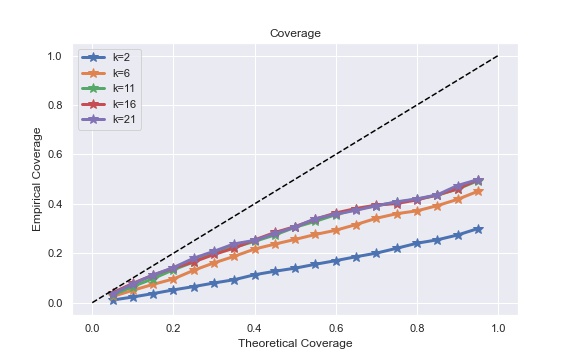 Coverage
k=2
k=6
k=11
k=16
k=21
1.0
0.8
0.6
0.4
0.2
0.0
Empirical Coverage
0.0 0.2 0.4 0.6 0.8 1.0
Theoretical Coverage